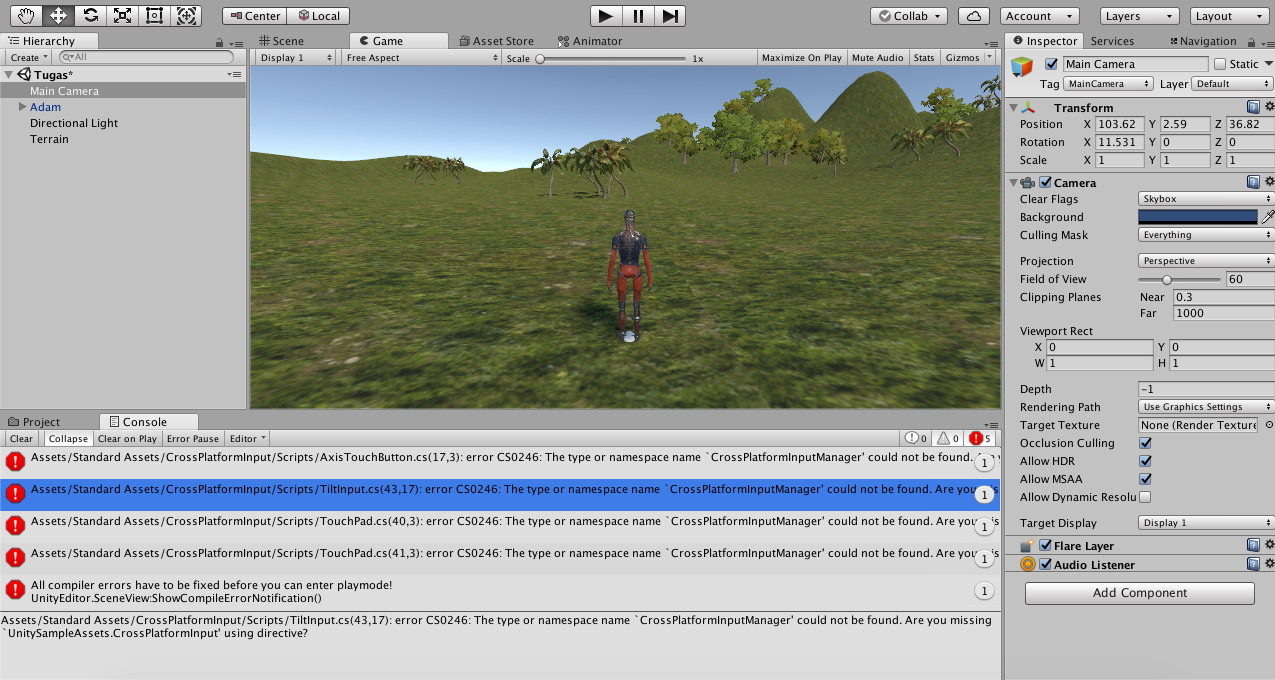 Center Local Collab Account Layers Layout
Hierarchy
Create All
Tugas*
Main Camera
Adam
Directional Light
Terrain
Scene Game Asset Store Animator
Display 1 Free Aspect Scale 1x Maximize On Play Mute Audio Stats Gizmos
Inspector Services Navigation
Main Camera Static
Tag MainCamera Layer Default
Transform
Position X 103.62 Y 2.59 Z 36.82
Rotation X 11.531 Y 0 Z 0
Scale X 1 Y 1 Z 1
Camera
Clear Flags Skybox
Background
Culling Mask Everything
Projection Perspective
Field of View 60
Clipping Planes Near 0.3
Far 1000
Viewport Rect
X 0 Y 0
W 1 H 1
Depth -1
Rendering Path Use Graphics Settings
Target Texture None (Render Texture
Occlusion Culling
Allow HDR
Allow MSAA
Allow Dynamic Resolu
Target Display Display 1
Flare Layer
Audio Listener
Add Component
Project Console
Clear Collapse Clear on Play Error Pause Editor 0 0 5
Assets/Standard Assets/CrossPlatformInput/Scripts/AxisTouchButton.cs(17,3): error CS0246: The type or namespace name `CrossPlatformInputManager' could not be found. 1
Assets/Standard Assets/CrossPlatformInput/Scripts/TiltInput.cs(43,17): error CS0246: The type or namespace name `CrossPlatformInputManager' could not be found. Are you 1
Assets/Standard Assets/CrossPlatformInput/Scripts/TouchPad.cs(40,3): error CS0246: The type or namespace name `CrossPlatformInputManager' could not be found. Are you 1
Assets/Standard Assets/CrossPlatformInput/Scripts/TouchPad.cs(41,3): error CS0246: The type or namespace name `CrossPlatformInputManager' could not be found. Are you 1
All compiler errors have to be fixed before you can enter playmode!
UnityEditor.SceneView:ShowCompileErrorNotification() 1
Assets/Standard Assets/CrossPlatformInput/Scripts/TiltInput.cs(43,17): error CS0246: The type or namespace name `CrossPlatformInputManager' could not be found. Are you missing
`UnitySampleAssets.CrossPlatformInput' using directive?